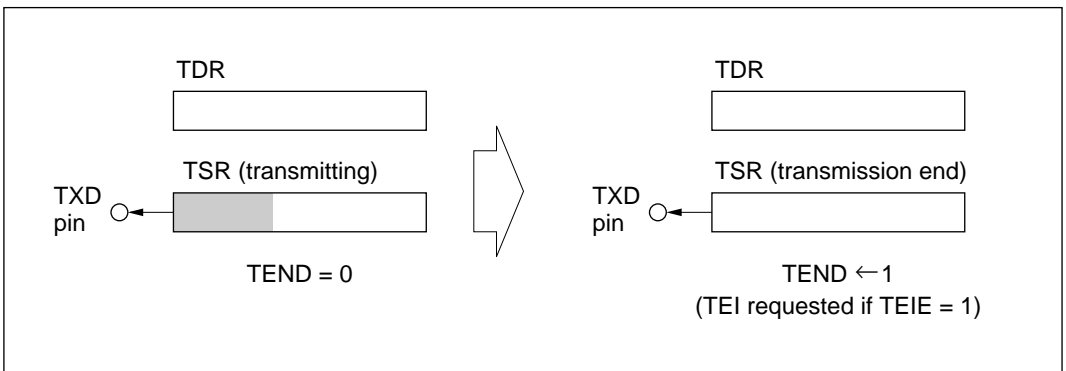 TDR
TSR (transmitting)
TXD
pin
TEND = 0
TDR
TSR (transmission end)
TXD
pin
TEND ←1
(TEI requested if TEIE = 1)